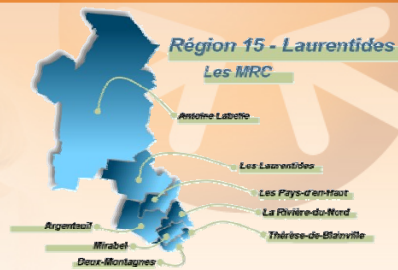 Région 15 - Laurentides
Les MRC
Antoine Labelle
Les Laurentides
Les Pays-d'en-Haut
La Rivière-du-Nord
Argenteuil
Thérèse-de-Blainville
Mirabel
Deux-Montagnes